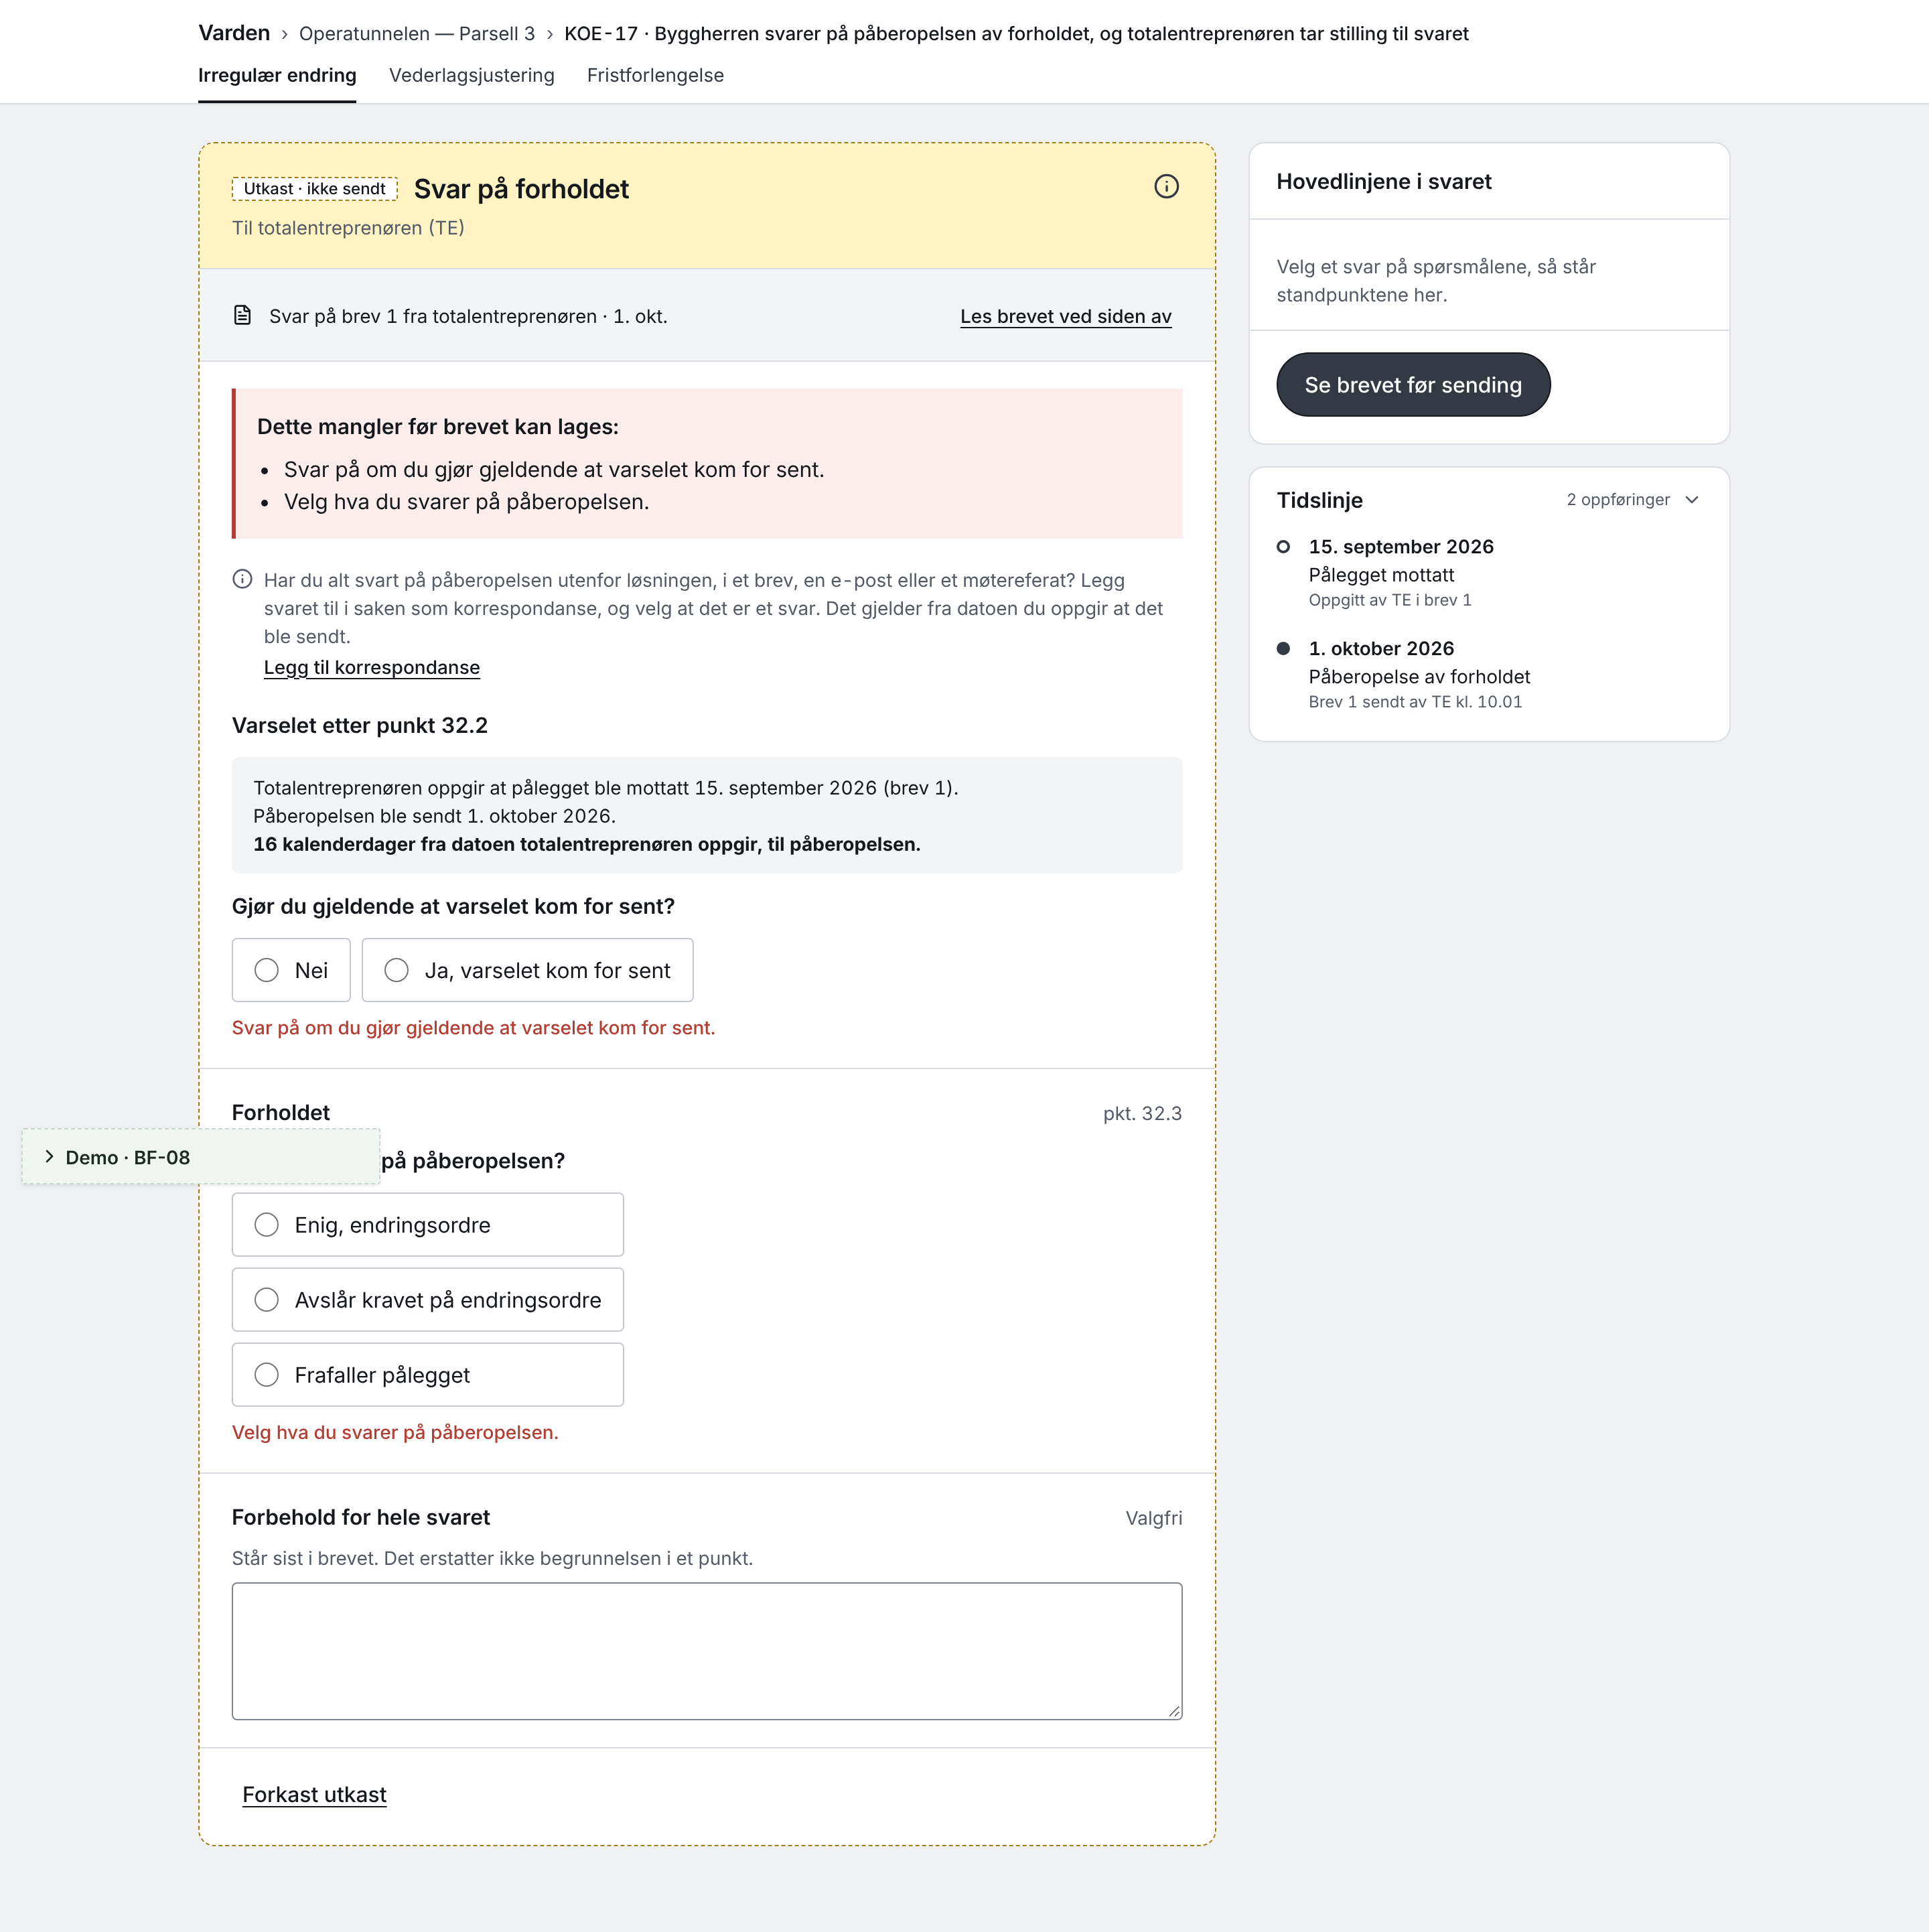 Varden › Operatunnelen — Parsell 3 › KOE-17 · Byggherren svarer på påberopelsen av forholdet, og totalentreprenøren tar stilling til svaret
Irregulær endring Vederlagsjustering Fristforlengelse
Utkast · ikke sendt Svar på forholdet
Til totalentreprenøren (TE)
Svar på brev 1 fra totalentreprenøren · 1. okt. Les brevet ved siden av
Dette mangler før brevet kan lages:
• Svar på om du gjør gjeldende at varselet kom for sent.
• Velg hva du svarer på påberopelsen.
Har du alt svart på påberopelsen utenfor løsningen, i et brev, en e-post eller et møtereferat? Legg
svaret til i saken som korrespondanse, og velg at det er et svar. Det gjelder fra datoen du oppgir at det
ble sendt.
Legg til korrespondanse
Varselet etter punkt 32.2
Totalentreprenøren oppgir at pålegget ble mottatt 15. september 2026 (brev 1).
Påberopelsen ble sendt 1. oktober 2026.
16 kalenderdager fra datoen totalentreprenøren oppgir, til påberopelsen.
Gjør du gjeldende at varselet kom for sent?
Nei
Ja, varselet kom for sent
Svar på om du gjør gjeldende at varselet kom for sent.
Forholdet pkt. 32.3
Demo · BF-08
på påberopelsen?
Enig, endringsordre
Avslår kravet på endringsordre
Frafaller pålegget
Velg hva du svarer på påberopelsen.
Forbehold for hele svaret Valgfri
Står sist i brevet. Det erstatter ikke begrunnelsen i et punkt.
Forkast utkast
Hovedlinjene i svaret
Velg et svar på spørsmålene, så står
standpunktene her.
Se brevet før sending
Tidslinje 2 oppføringer
15. september 2026
Pålegget mottatt
Oppgitt av TE i brev 1
1. oktober 2026
Påberopelse av forholdet
Brev 1 sendt av TE kl. 10.01